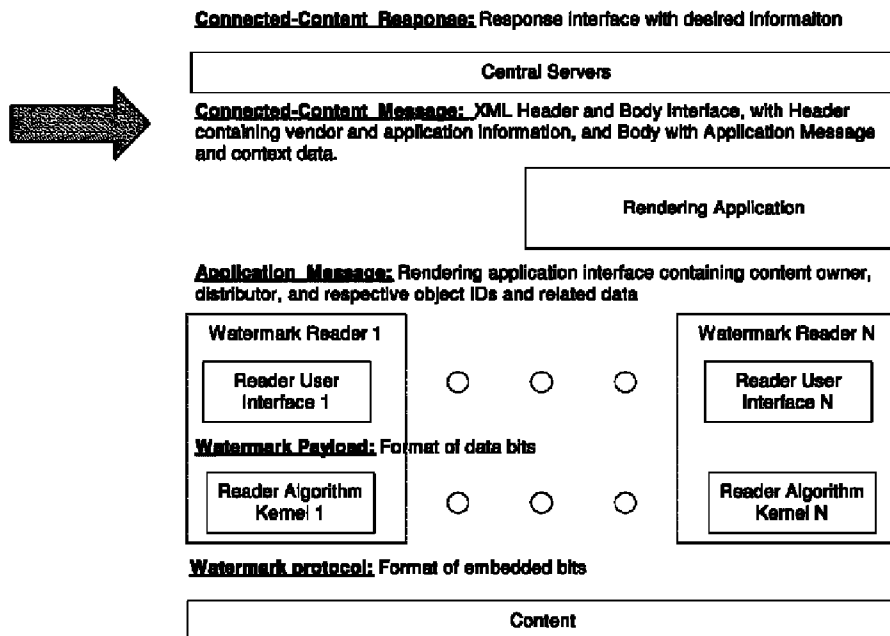 Connected-Content Response: Response interface with desired informaiton
Central Servers
Connected-Content Message: XML Header and Body Interface, with Header
containing vendor and application information, and Body with Application Message
and context data.
Rendering Application
Application Message: Rendering application interface containing content owner,
distributor, and respective object IDs and related data
Watermark Reader 1
Watermark Reader N
Reader User
Interface 1
Reader User
Interface N
Watermark Payload: Format of data bits
Reader Algorithm
Kernel 1
Reader Algorithm
Kernel N
Watermark protocol: Format of embedded bits
Content